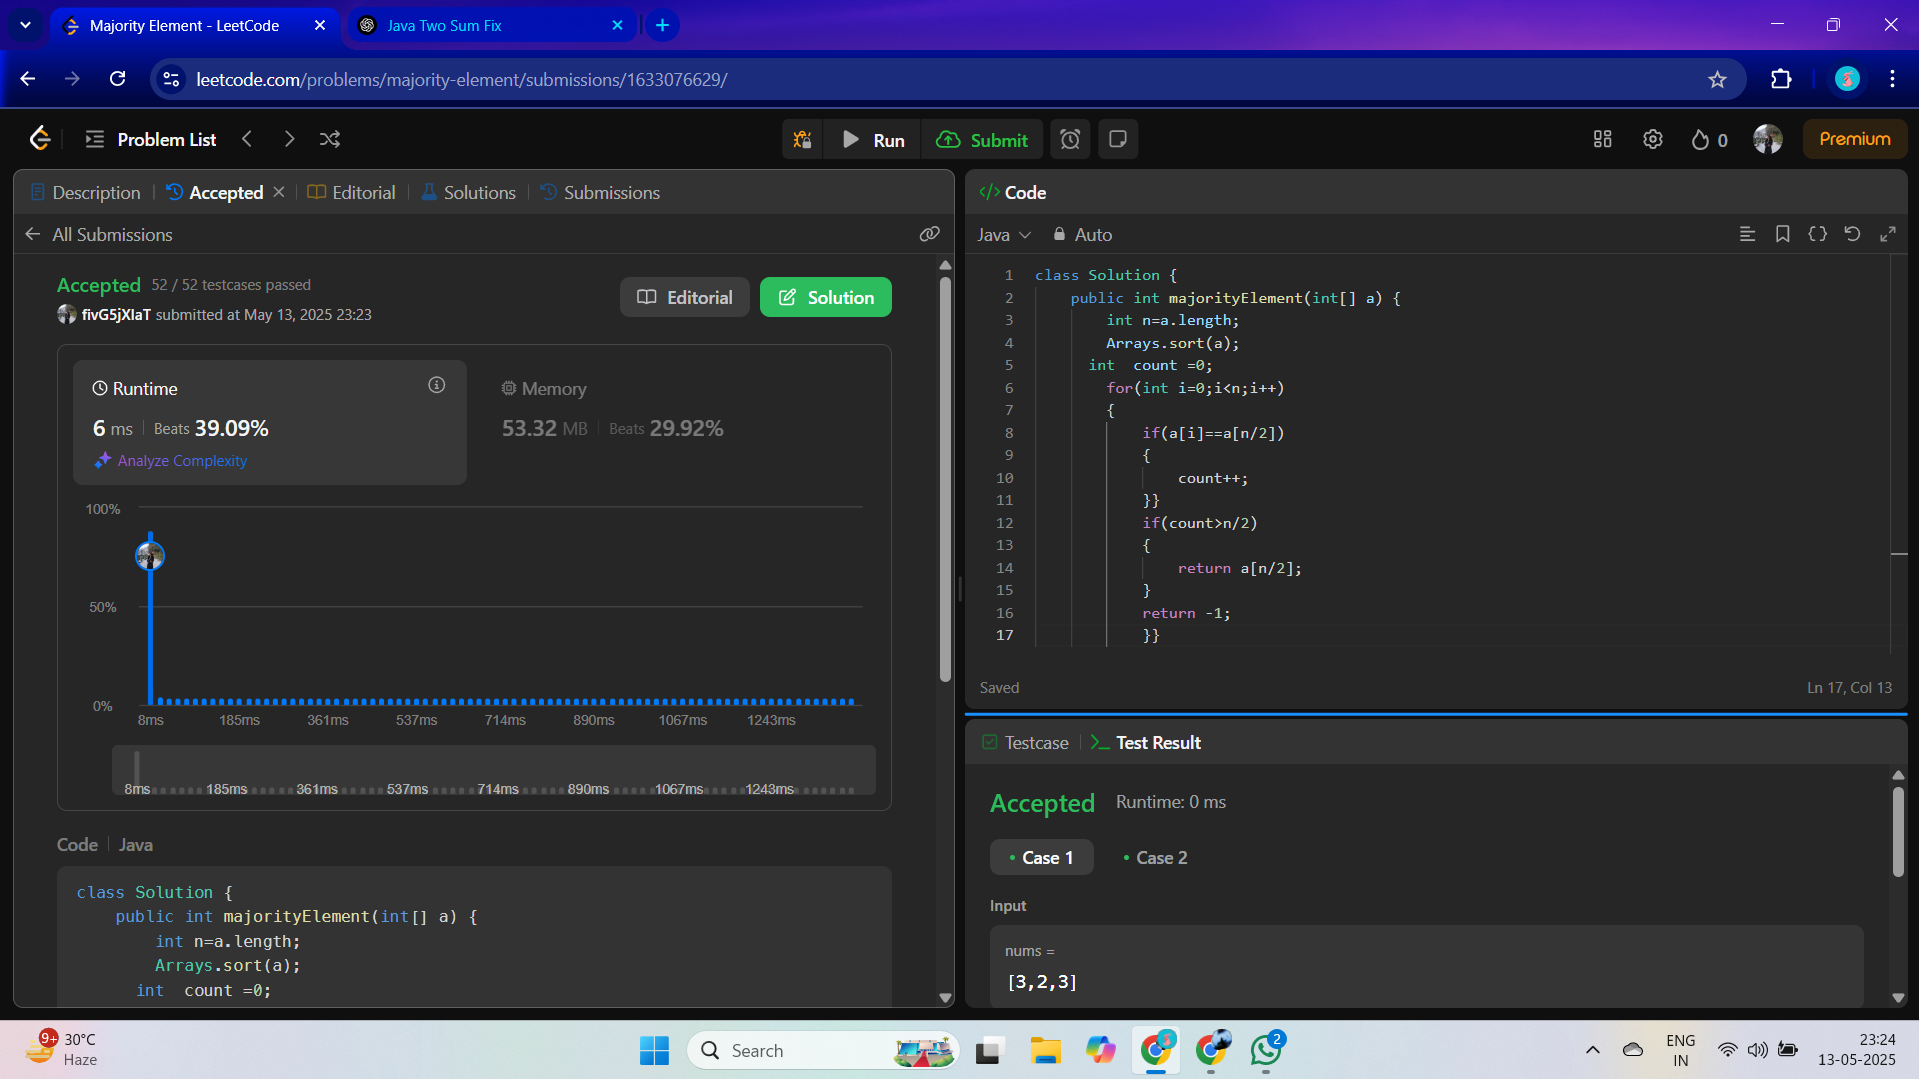 Majority Element - LeetCode
Java Two Sum Fix
leetcode.com/problems/majority-element/submissions/1633076629/
Problem List
Run
Submit
0
Premium
Description
Accepted
Editorial
Solutions
Submissions
All Submissions
Accepted 52 / 52 testcases passed
fivG5jXIaT submitted at May 13, 2025 23:23
Editorial
Solution
Runtime
6 ms Beats 39.09%
Analyze Complexity
Memory
53.32 MB Beats 29.92%
100%
50%
0%
8ms 185ms 361ms 537ms 714ms 890ms 1067ms 1243ms
8ms 185ms 361ms 537ms 714ms 890ms 1067ms 1243ms
Code Java
class Solution {
public int majorityElement(int[] a) {
int n=a.length;
Arrays.sort(a);
int  count =0;
Code
Java Auto
1 class Solution {
2 public int majorityElement(int[] a) {
3 int n=a.length;
4 Arrays.sort(a);
5 int  count =0;
6 for(int i=0;i<n;i++)
7 {
8 if(a[i]==a[n/2])
9 {
10 count++;
11 }}
12 if(count>n/2)
13 {
14 return a[n/2];
15 }
16 return -1;
17 }}
Saved
Ln 17, Col 13
Testcase
Test Result
Accepted Runtime: 0 ms
Case 1
Case 2
Input
nums =
[3,2,3]
9+
30°C
Haze
Search
2
ENG
IN
23:24
13-05-2025